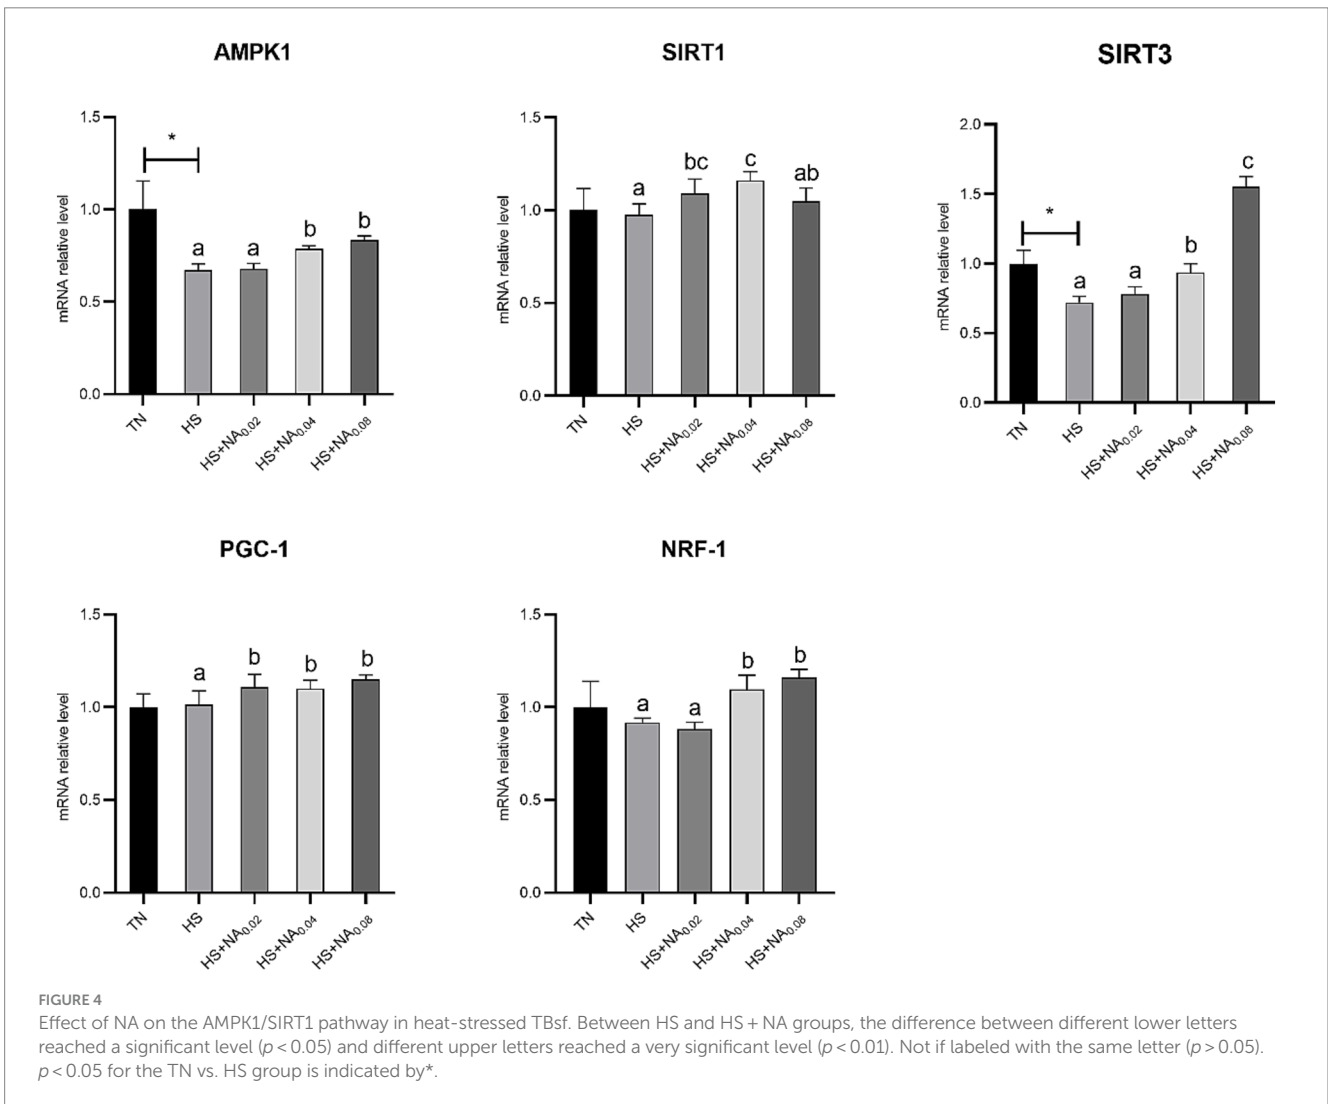 AMPK1
SIRT1
SIRT3
mRNA relative level
1.5
1.0
0.5
0.0
*
a
a
b
b
TN
HS
HS+NA0.02
HS+NA0.04
HS+NA0.08
mRNA relative level
1.5
1.0
0.5
0.0
a
bc
c
ab
TN
HS
HS+NA0.02
HS+NA0.04
HS+NA0.08
mRNA relative level
2.0
1.5
1.0
0.5
0.0
*
a
a
b
c
TN
HS
HS+NA0.02
HS+NA0.04
HS+NA0.08
PGC-1
NRF-1
mRNA relative level
1.5
1.0
0.5
0.0
a
b
b
b
TN
HS
HS+NA0.02
HS+NA0.04
HS+NA0.08
mRNA relative level
1.5
1.0
0.5
0.0
a
a
b
b
TN
HS
HS+NA0.02
HS+NA0.04
HS+NA0.08
FIGURE 4
Effect of NA on the AMPK1/SIRT1 pathway in heat-stressed TBsf. Between HS and HS + NA groups, the difference between different lower letters
reached a significant level (p < 0.05) and different upper letters reached a very significant level (p < 0.01). Not if labeled with the same letter (p > 0.05).
p < 0.05 for the TN vs. HS group is indicated by*.